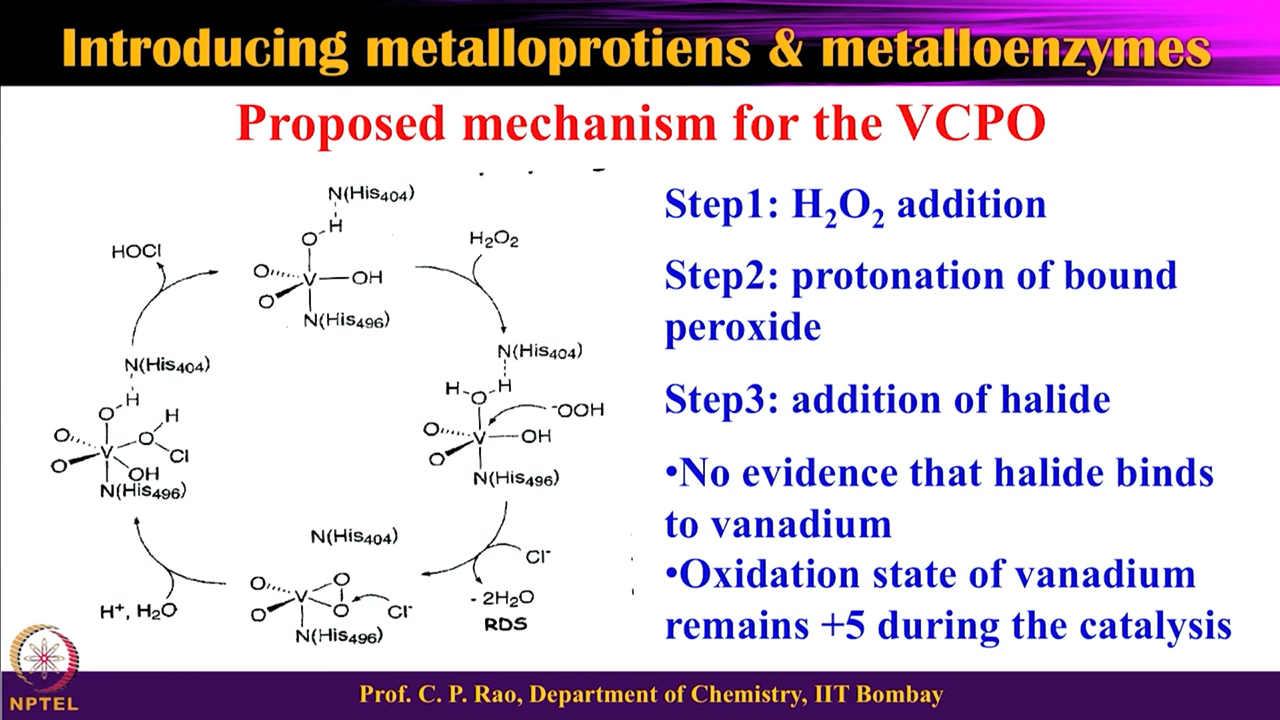 Introducing metalloprotiens & metalloenzymes
Proposed mechanism for the VCPO
N(His404)
H
O
O
V
OH
O
N(His496)
HOCl
H2O2
N(His404)
H
H
O
-OOH
O
V
OH
O
N(His496)
Cl-
- 2H2O
RDS
N(His404)
O
O
V
O
O
Cl-
N(His496)
H+, H2O
N(His404)
H
O
H
O
O
V
Cl
O
OH
N(His496)
Step1: H2O2 addition
Step2: protonation of bound
peroxide
Step3: addition of halide
•No evidence that halide binds
to vanadium
•Oxidation state of vanadium
remains +5 during the catalysis
NPTEL
Prof. C. P. Rao, Department of Chemistry, IIT Bombay